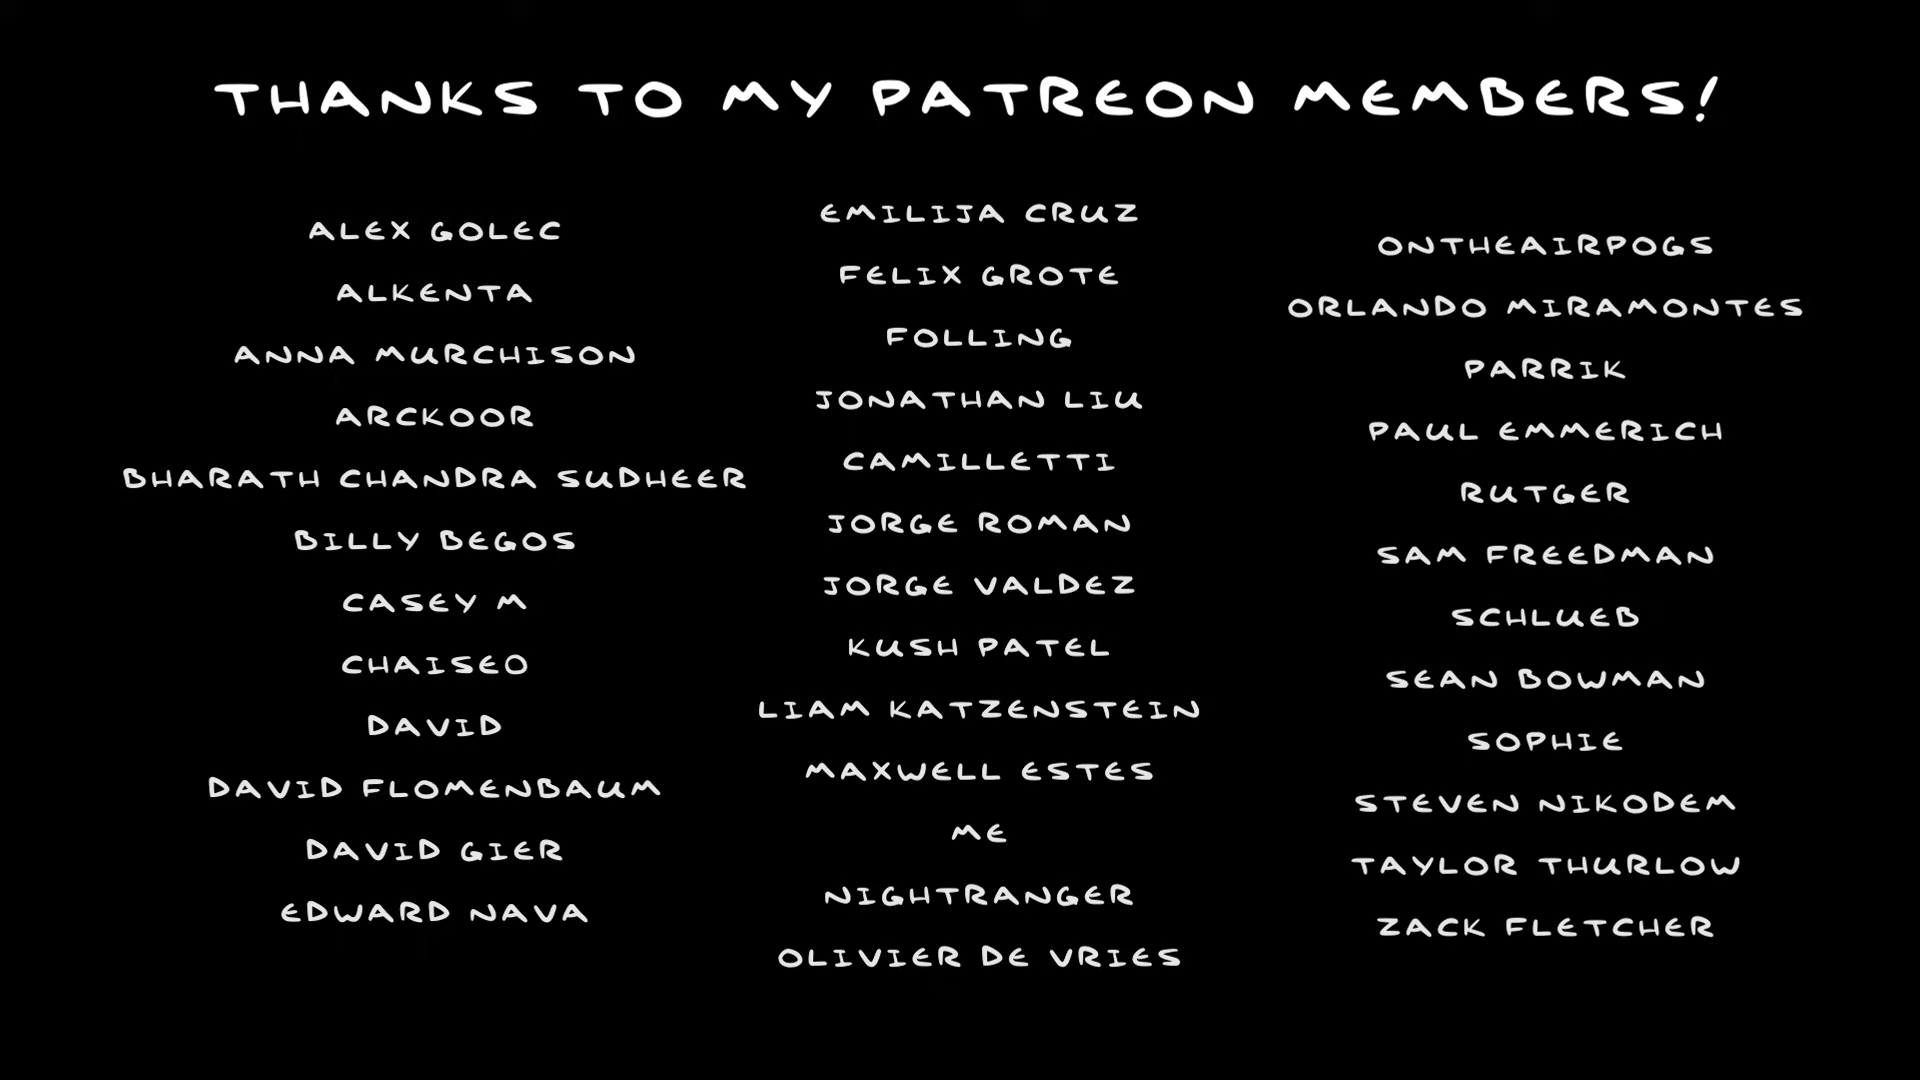 THANKS TO MY PATREON MEMBERS!
ALEX GOLEC
ALKENTA
ANNA MURCHISON
ARCKOOR
BHARATH CHANDRA SUDHEER
BILLY BEGOS
CASEY M
CHAISEO
DAVID
DAVID FLOMENBAUM
DAVID GIER
EDWARD NAVA
EMILIJA CRUZ
FELIX GROTE
FOLLING
JONATHAN LIU
CAMILLETTI
JORGE ROMAN
JORGE VALDEZ
KUSH PATEL
LIAM KATZENSTEIN
MAXWELL ESTES
ME
NIGHTRANGER
OLIVIER DE VRIES
ONTHEAIRPOGS
ORLANDO MIRAMONTES
PARRIK
PAUL EMMERICH
RUTGER
SAM FREEDMAN
SCHLUEB
SEAN BOWMAN
SOPHIE
STEVEN NIKODEM
TAYLOR THURLOW
ZACK FLETCHER